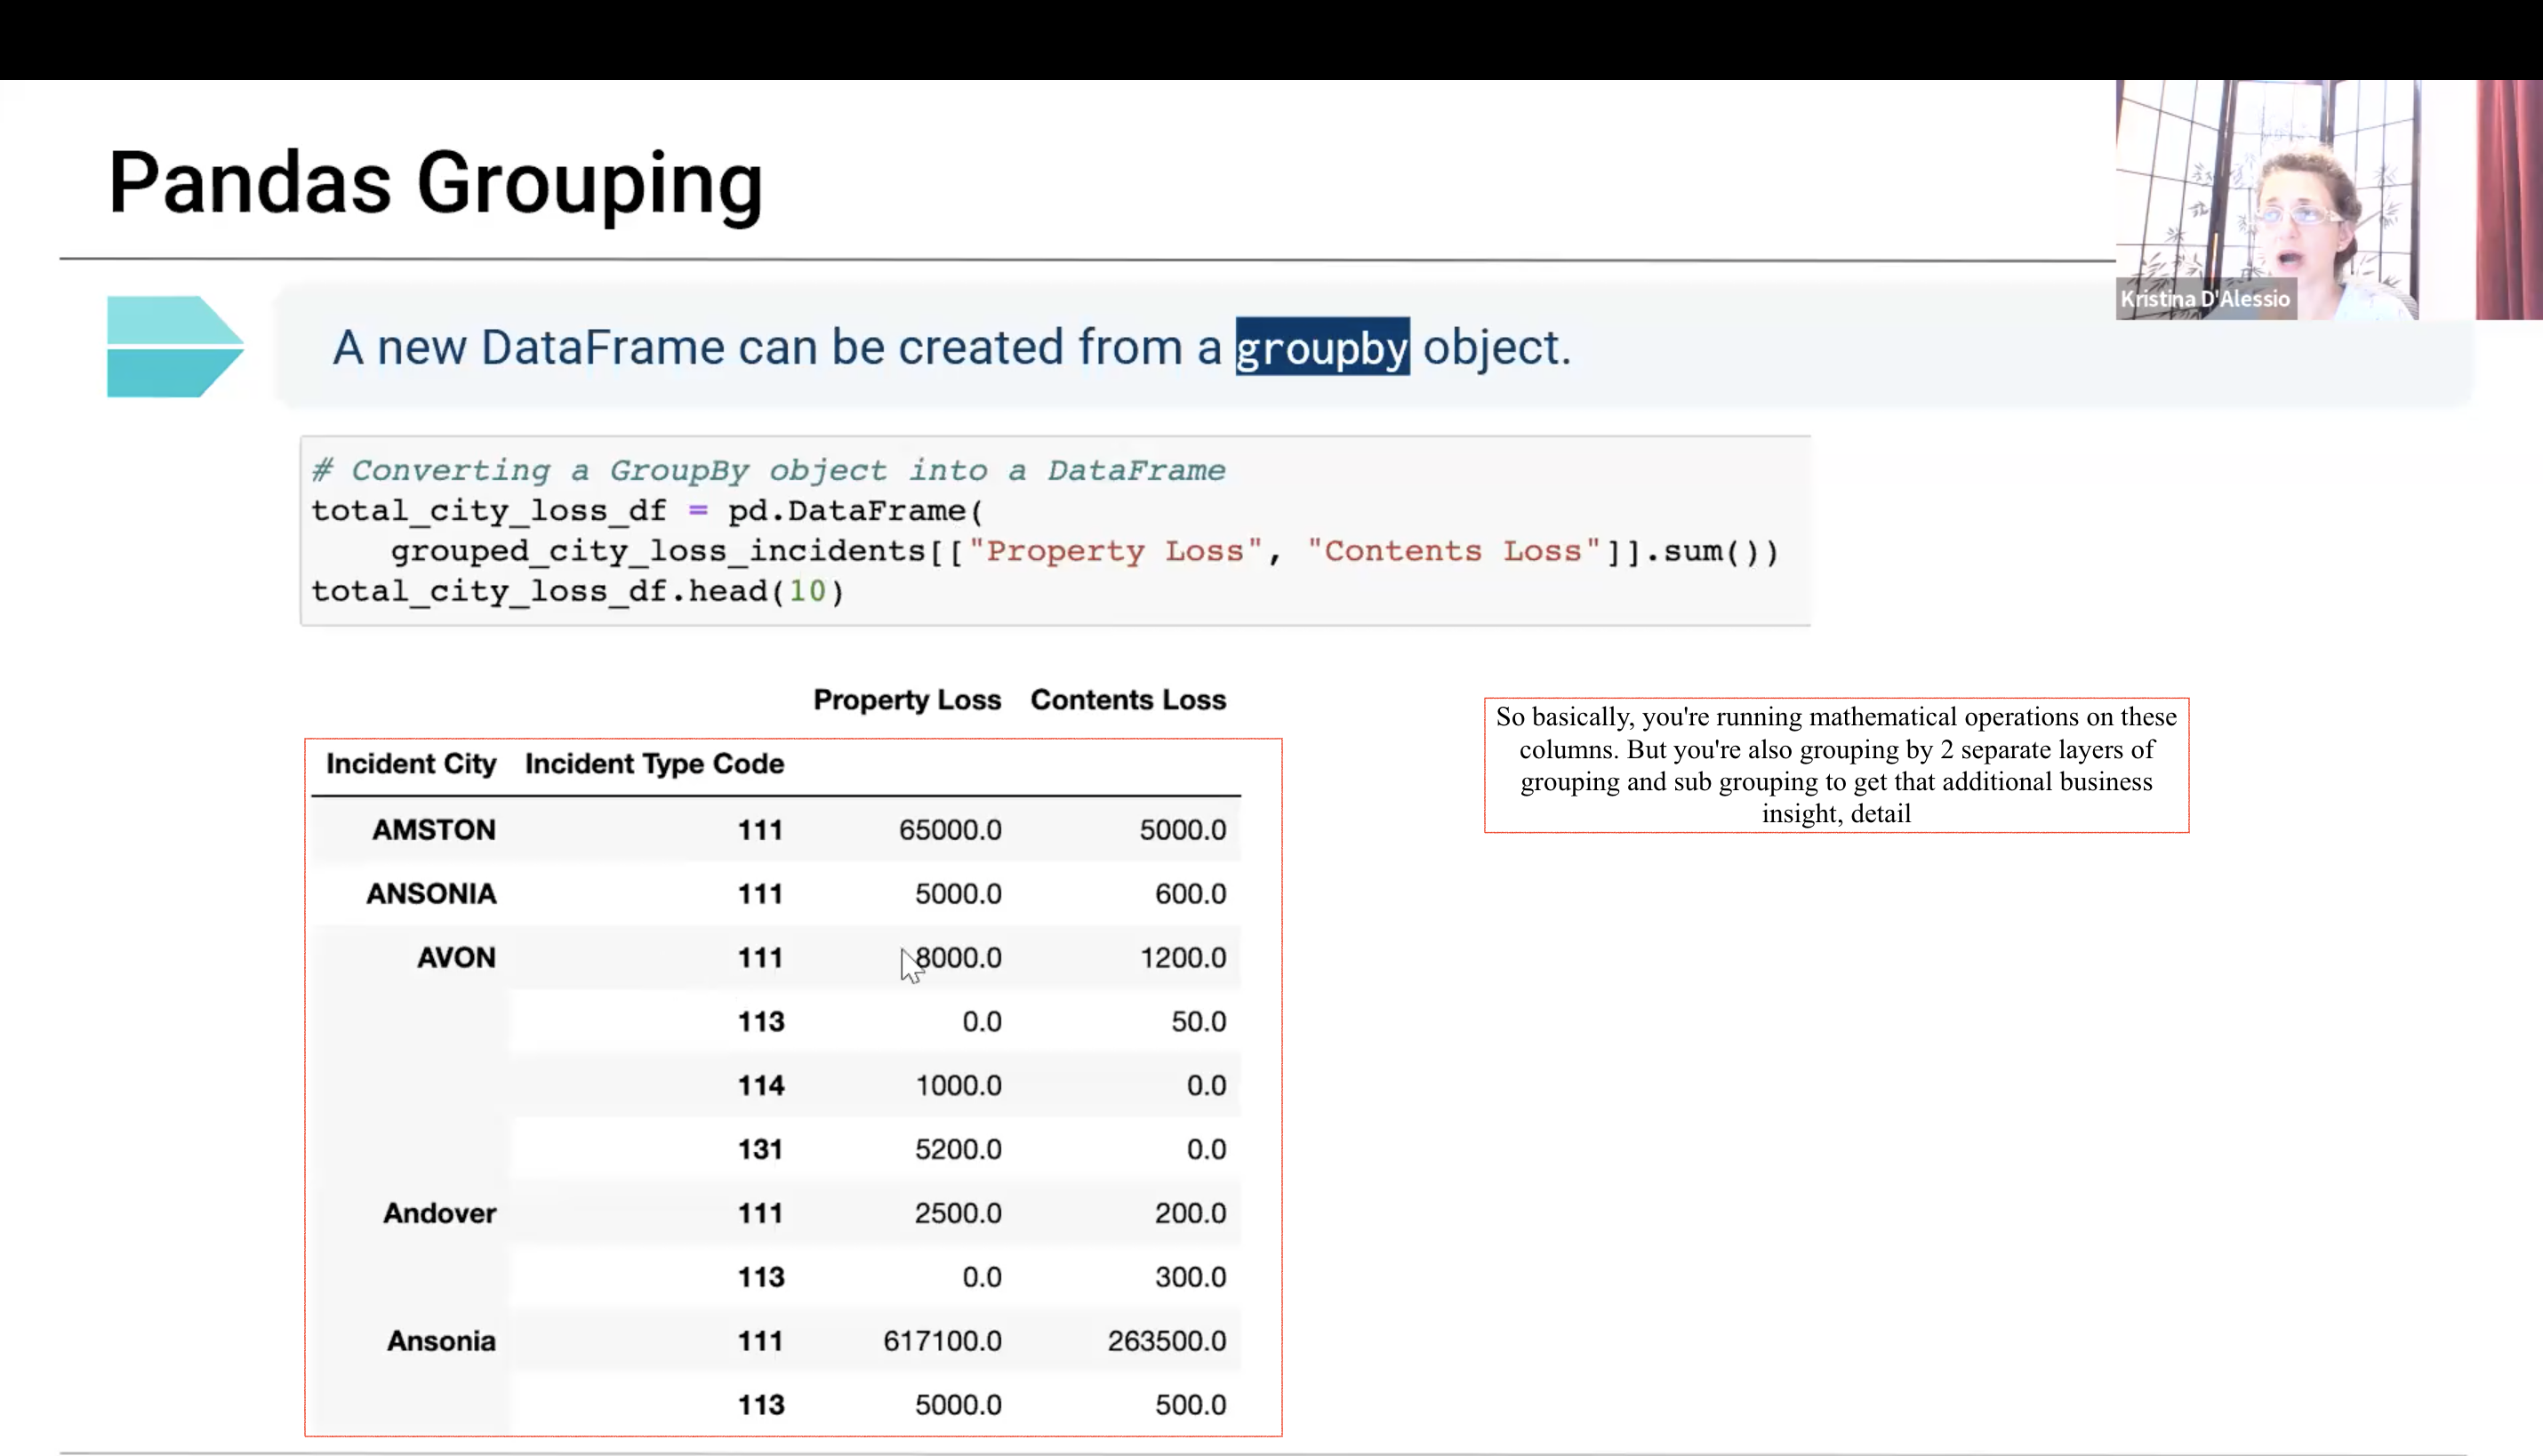 Pandas Grouping
Kristina D'Alessio
A new DataFrame can be created from a groupby object.
# Converting a GroupBy object into a DataFrame
total_city_loss_df = pd.DataFrame(
    grouped_city_loss_incidents[["Property Loss", "Contents Loss"]].sum())
total_city_loss_df.head(10)
Property Loss Contents Loss
Incident City Incident Type Code
AMSTON 111 65000.0 5000.0
ANSONIA 111 5000.0 600.0
AVON 111 8000.0 1200.0
113 0.0 50.0
114 1000.0 0.0
131 5200.0 0.0
Andover 111 2500.0 200.0
113 0.0 300.0
Ansonia 111 617100.0 263500.0
113 5000.0 500.0
So basically, you're running mathematical operations on these
columns. But you're also grouping by 2 separate layers of
grouping and sub grouping to get that additional business
insight, detail